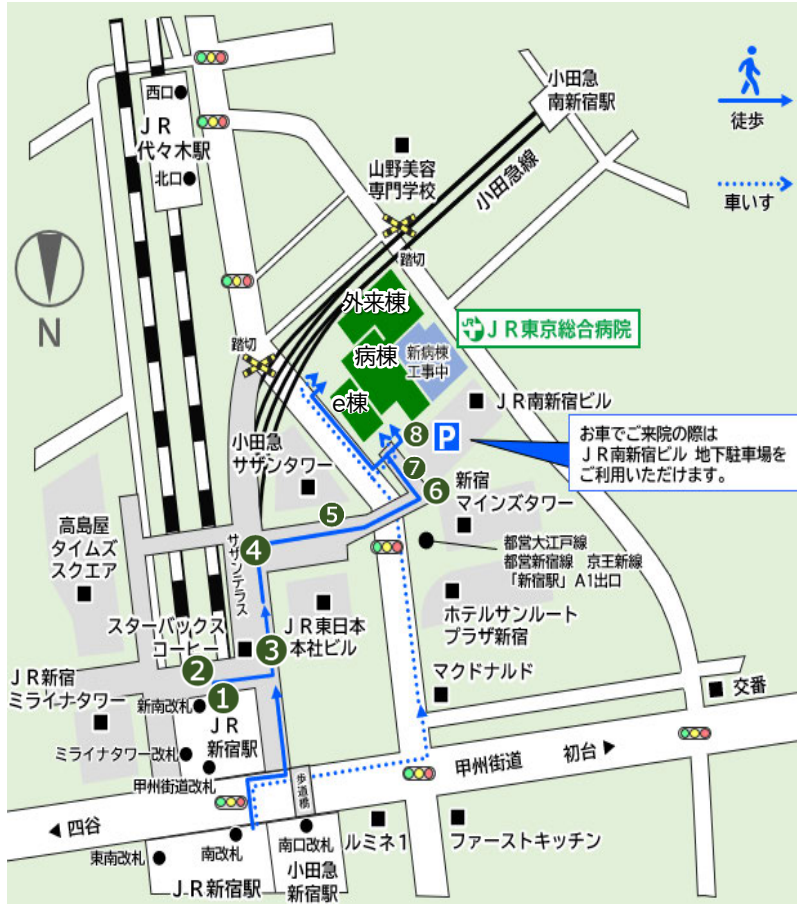 小田急
南新宿駅
徒歩
車いす
西口
JR
代々木駅
北口
山野美容
専門学校
小田急線
踏切
N
外来棟
病棟
新病棟
工事中
e棟
JR東京総合病院
踏切
JR南新宿ビル
8
P
お車でご来院の際は
JR南新宿ビル 地下駐車場を
ご利用いただけます。
小田急
サザンタワー
7
6
新宿
マインズタワー
5
高島屋
タイムズ
スクエア
4
サザンテラス
都営大江戸線
都営新宿線 京王新線
「新宿駅」A1出口
ホテルサンルート
プラザ新宿
スターバックス
コーヒー
3
JR東日本
本社ビル
2
1
マクドナルド
交番
JR新宿
ミライナタワー
新南改札
JR
新宿駅
ミライナタワー改札
甲州街道改札
甲州街道 初台▶
歩道橋
◀四谷
東南改札
南改札
南口改札
ルミネ1
ファーストキッチン
JR新宿駅
小田急
新宿駅